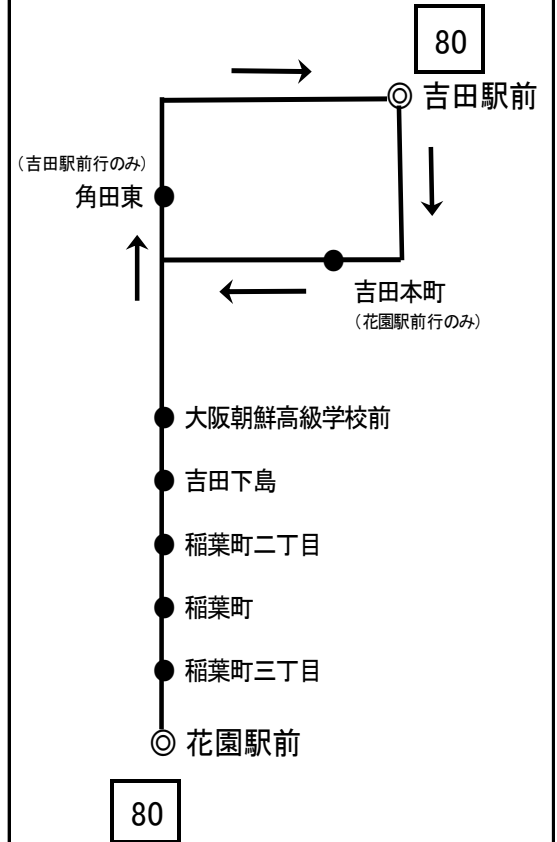 80
吉田駅前
（吉田駅前行のみ）
角田東
吉田本町
（花園駅前行のみ）
大阪朝鮮高級学校前
吉田下島
稲葉町二丁目
稲葉町
稲葉町三丁目
花園駅前
80